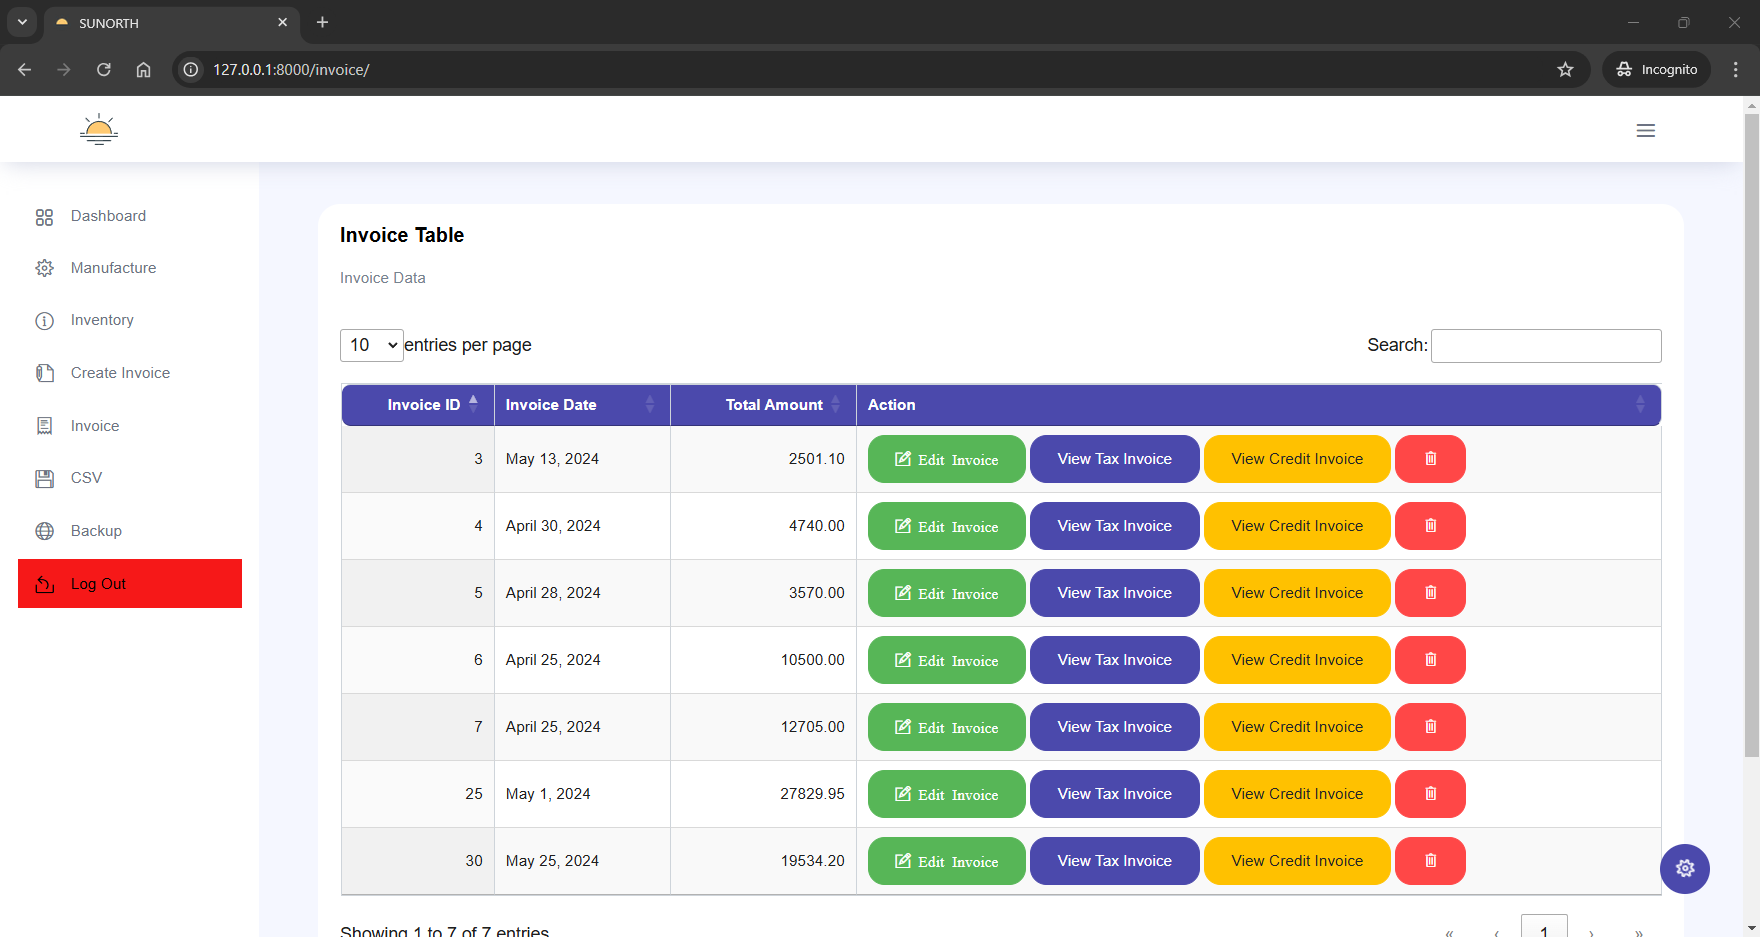 SUNORTH
127.0.0.1:8000/invoice/
Incognito
Dashboard
Manufacture
Inventory
Create Invoice
Invoice
CSV
Backup
Log Out
Invoice Table
Invoice Data
10 entries per page
Search:
Invoice ID Invoice Date Total Amount Action
3 May 13, 2024 2501.10 Edit Invoice View Tax Invoice View Credit Invoice
4 April 30, 2024 4740.00 Edit Invoice View Tax Invoice View Credit Invoice
5 April 28, 2024 3570.00 Edit Invoice View Tax Invoice View Credit Invoice
6 April 25, 2024 10500.00 Edit Invoice View Tax Invoice View Credit Invoice
7 April 25, 2024 12705.00 Edit Invoice View Tax Invoice View Credit Invoice
25 May 1, 2024 27829.95 Edit Invoice View Tax Invoice View Credit Invoice
30 May 25, 2024 19534.20 Edit Invoice View Tax Invoice View Credit Invoice
Showing 1 to 7 of 7 entries
« ‹ 1 › »